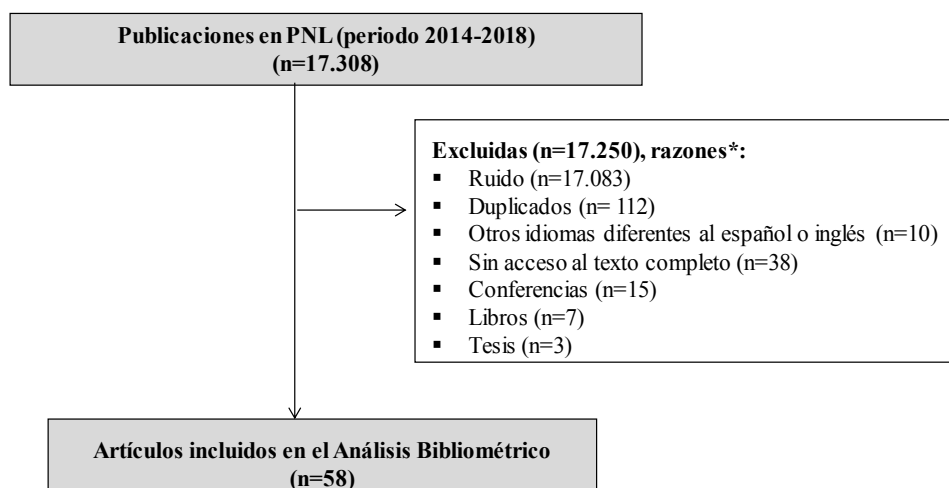 Publicaciones en PNL (periodo 2014-2018)
(n=17.308)
Excluidas (n=17.250), razones*:
▪ Ruido (n=17.083)
▪ Duplicados (n= 112)
▪ Otros idiomas diferentes al español o inglés (n=10)
▪ Sin acceso al texto completo (n=38)
▪ Conferencias (n=15)
▪ Libros (n=7)
▪ Tesis (n=3)
Artículos incluidos en el Análisis Bibliométrico
(n=58)